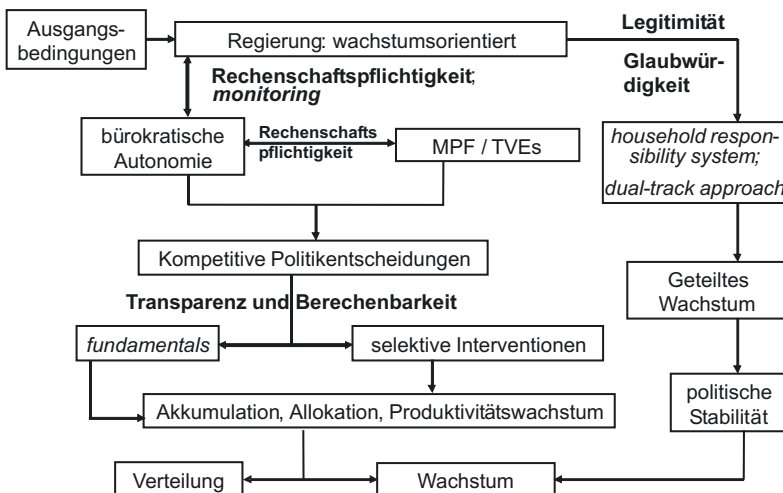 Ausgangs-
bedingungen
Regierung: wachstumsorientiert
Legitimität
Glaubwür-
digkeit
Rechenschaftspflichtigkeit;
monitoring
bürokratische
Autonomie
Rechenschafts
pflichtigkeit
MPF / TVEs
household respon-
sibility system;
dual-track approach
Kompetitive Politikentscheidungen
Geteiltes
Wachstum
Transparenz und Berechenbarkeit
fundamentals
selektive Interventionen
politische
Stabilität
Akkumulation, Allokation, Produktivitätswachstum
Verteilung
Wachstum